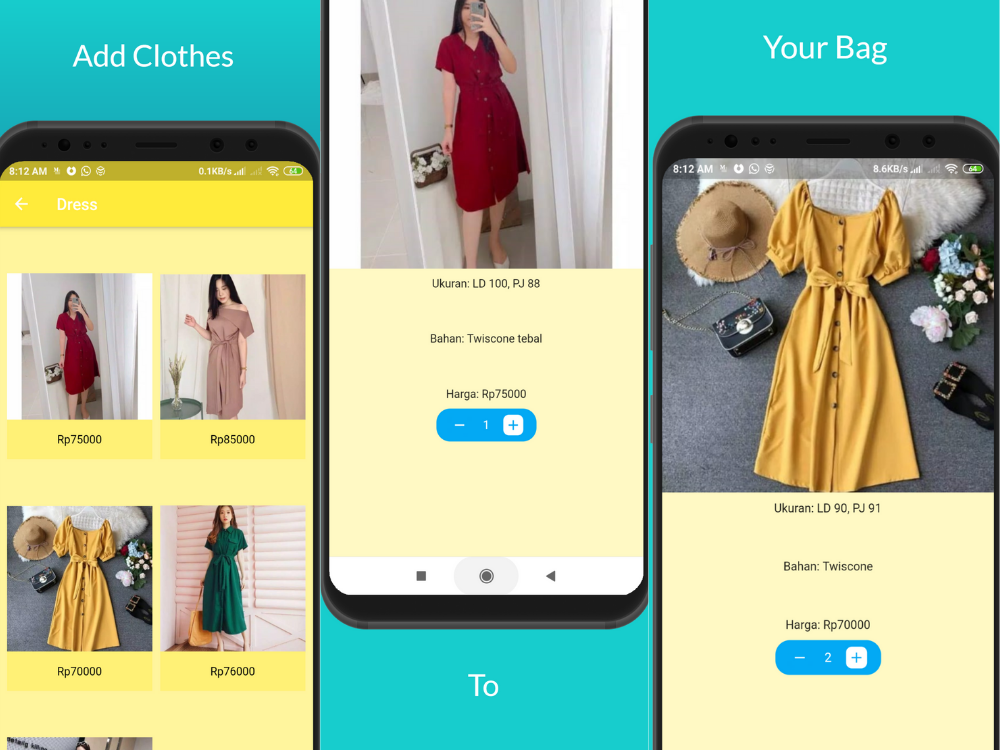 Add Clothes
8:12 AM
0.1KB/s
64
Dress
Rp75000
Rp85000
Rp70000
Rp76000
Ukuran: LD 100, PJ 88
Bahan: Twiscone tebal
Harga: Rp75000
− 1 +
To
Your Bag
8:12 AM
8.6KB/s
64
Ukuran: LD 90, PJ 91
Bahan: Twiscone
Harga: Rp70000
− 2 +